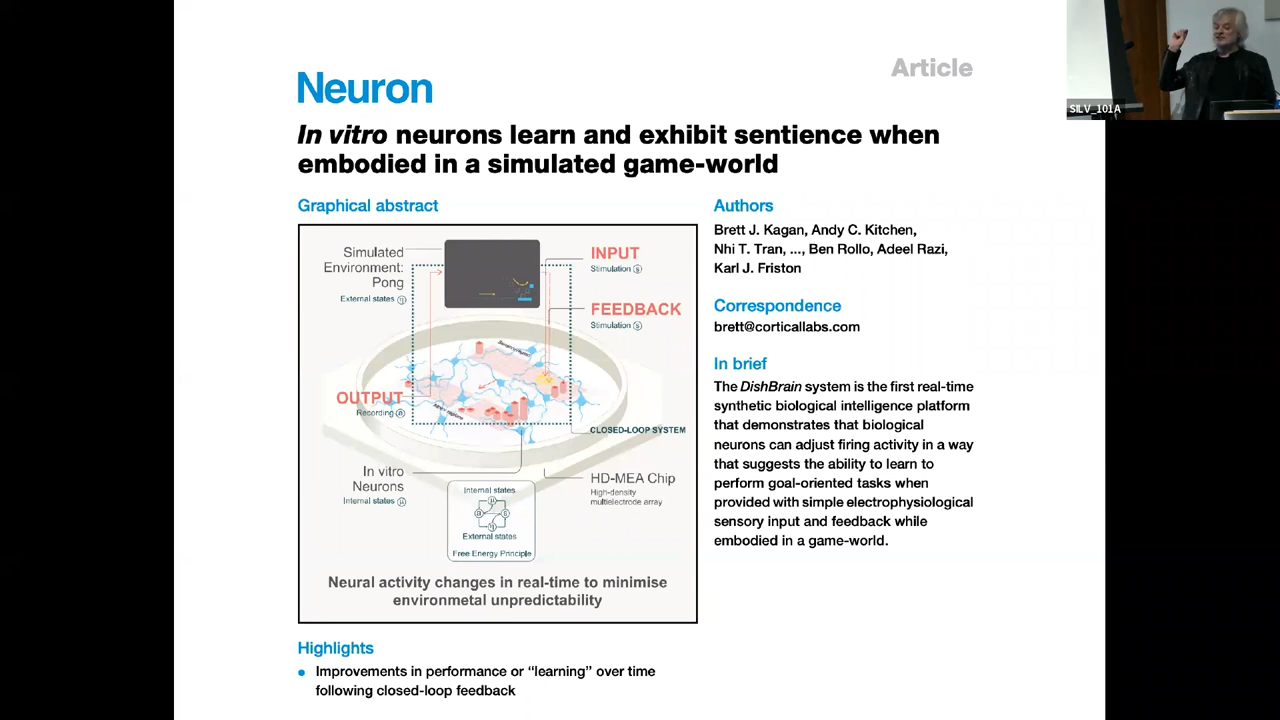 Neuron
Article
In vitro neurons learn and exhibit sentience when
embodied in a simulated game-world
Graphical abstract
Simulated
Environment:
Pong
External states η
INPUT
Stimulation s
FEEDBACK
Stimulation s
Sensory region
OUTPUT
Recording a
Motor regions
CLOSED-LOOP SYSTEM
In vitro
Neurons
Internal states μ
HD-MEA Chip
High-density
multielectrode array
Internal states
μ
a s
η
External states
Free Energy Principle
Neural activity changes in real-time to minimise
environmetal unpredictability
Highlights
• Improvements in performance or “learning” over time
following closed-loop feedback
Authors
Brett J. Kagan, Andy C. Kitchen,
Nhi T. Tran, ..., Ben Rollo, Adeel Razi,
Karl J. Friston
Correspondence
brett@corticallabs.com
In brief
The DishBrain system is the first real-time
synthetic biological intelligence platform
that demonstrates that biological
neurons can adjust firing activity in a way
that suggests the ability to learn to
perform goal-oriented tasks when
provided with simple electrophysiological
sensory input and feedback while
embodied in a game-world.
SILV_101A